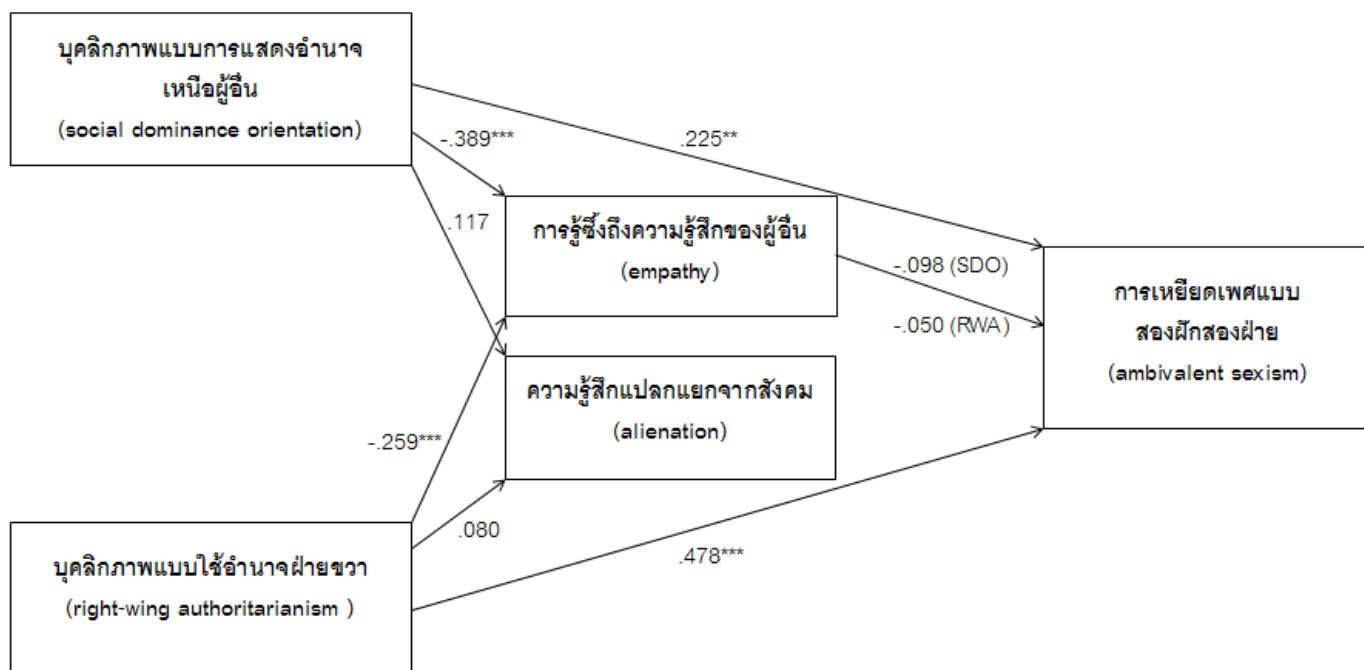 บุคลิกภาพแบบการแสดงอำนาจ
เหนือผู้อื่น
(social dominance orientation)
-.389***
.225**
.117
การรู้ซึ้งถึงความรู้สึกของผู้อื่น
(empathy)
-.098 (SDO)
-.050 (RWA)
การเหยียดเพศแบบ
สองฝักสองฝ่าย
(ambivalent sexism)
ความรู้สึกแปลกแยกจากสังคม
(alienation)
-.259***
.080
.478***
บุคลิกภาพแบบใช้อำนาจฝ่ายขวา
(right-wing authoritarianism )